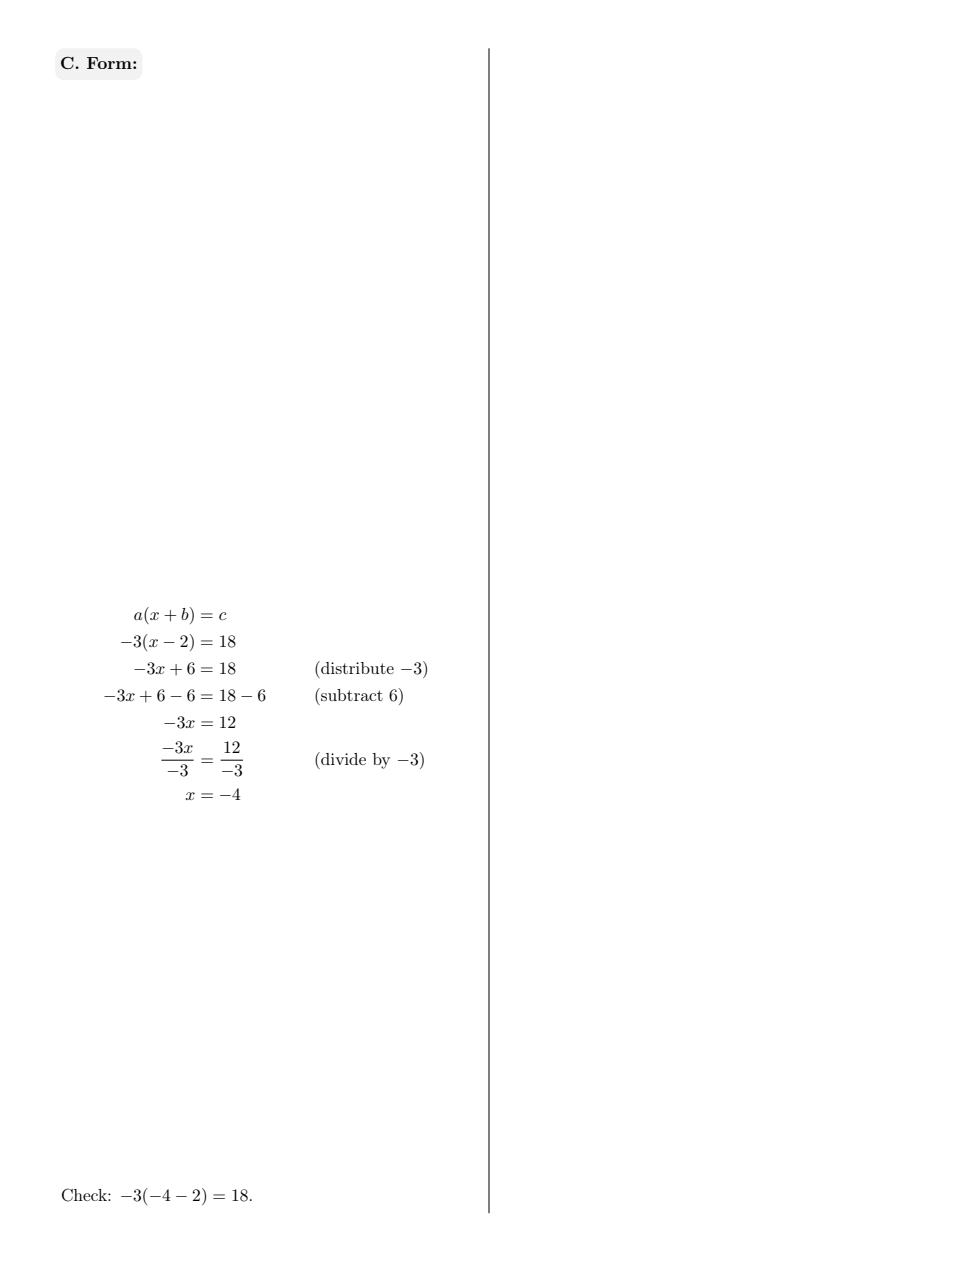 C. Form:
a(x + b) = c
−3(x − 2) = 18
−3x + 6 = 18 (distribute −3)
−3x + 6 − 6 = 18 − 6 (subtract 6)
−3x = 12
−3x/−3 = 12/−3 (divide by −3)
x = −4
Check: −3(−4 − 2) = 18.